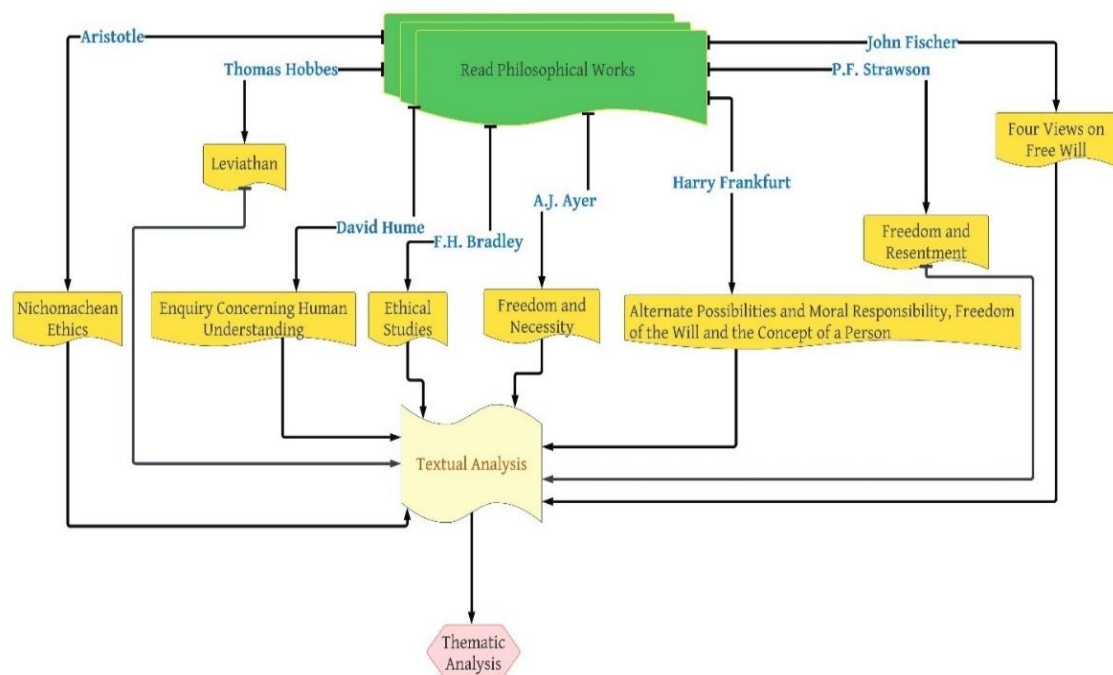 Aristotle
John Fischer
Thomas Hobbes
Read Philosophical Works
P.F. Strawson
Four Views on
Free Will
Leviathan
Harry Frankfurt
A.J. Ayer
David Hume
F.H. Bradley
Freedom and
Resentment
Nichomachean
Ethics
Enquiry Concerning Human
Understanding
Ethical
Studies
Freedom and
Necessity
Alternate Possibilities and Moral Responsibility, Freedom
of the Will and the Concept of a Person
Textual Analysis
Thematic
Analysis